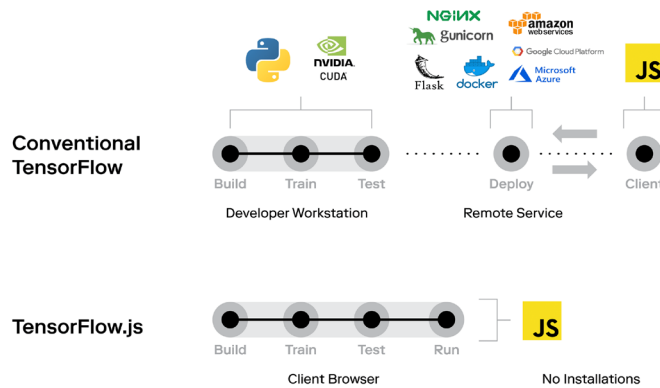 NGINX
gunicorn
amazon
webservices
Google Cloud Platform
NVIDIA.
CUDA
Flask
docker
Microsoft
Azure
JS
Conventional
TensorFlow
Build
Train
Test
Deploy
Client
Developer Workstation
Remote Service
TensorFlow.js
JS
Build
Train
Test
Run
Client Browser
No Installations